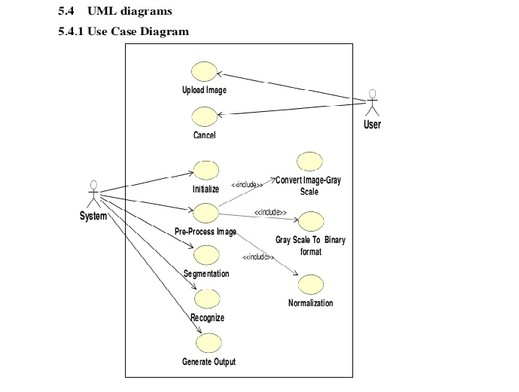 5.4 UML diagrams
5.4.1 Use Case Diagram
Upload Image
User
Cancel
Initialize
<<include>>
Convert Image-Gray
Scale
System
<<include>>
Pre-Process Image
Gray Scale To Binary
format
<<include>>
Segmentation
Normalization
Recognize
Generate Output